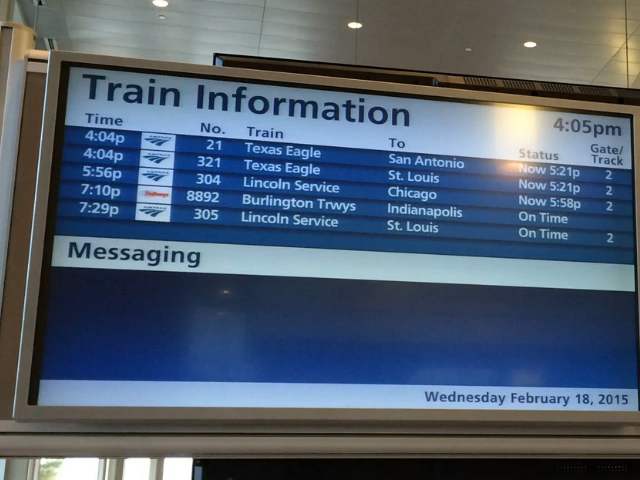 Train Information
4:05pm
Time No. Train To Status Gate/Track
4:04p 21 Texas Eagle San Antonio Now 5:21p 2
4:04p 321 Texas Eagle St. Louis Now 5:21p 2
5:56p 304 Lincoln Service Chicago Now 5:58p 2
7:10p 8892 Burlington Trwys Indianapolis On Time
7:29p 305 Lincoln Service St. Louis On Time 2
Messaging
Wednesday February 18, 2015